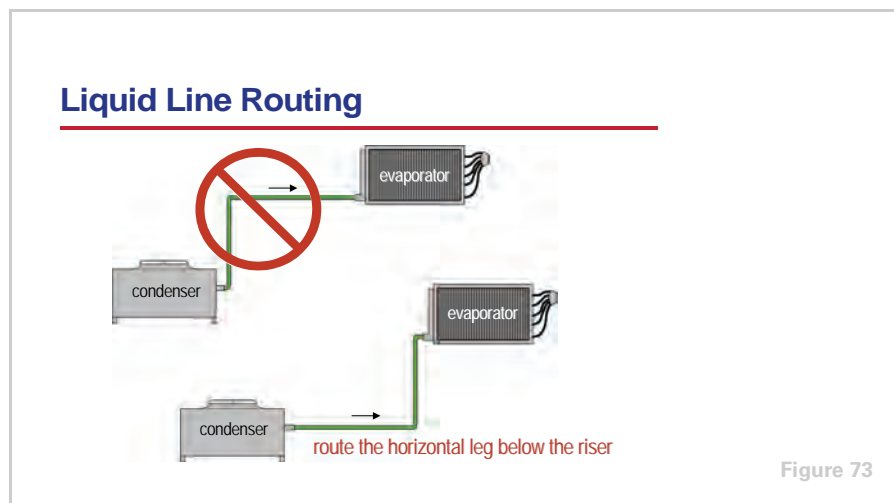 Liquid Line Routing
evaporator
condenser
evaporator
condenser
route the horizontal leg below the riser
Figure 73